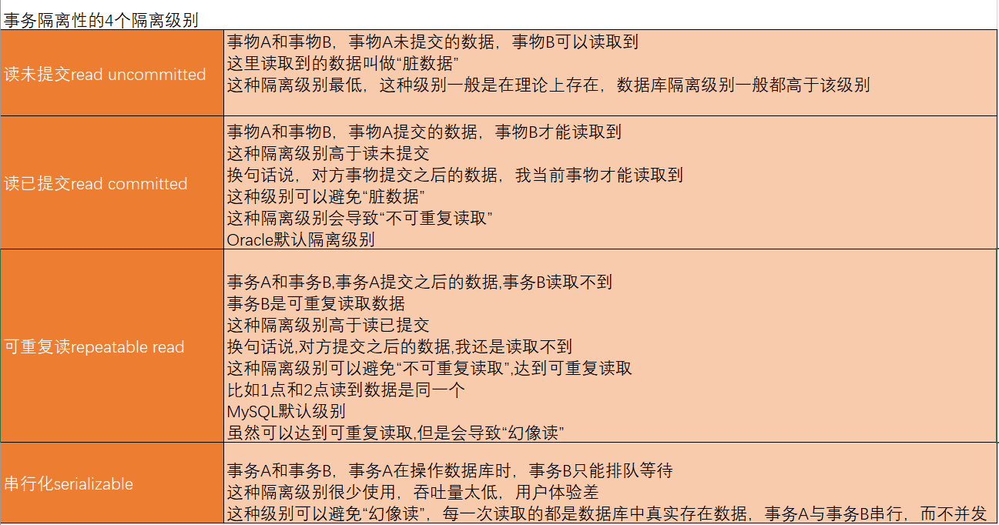 事务隔离性的4个隔离级别
读未提交read uncommitted
事物A和事物B，事物A未提交的数据，事物B可以读取到
这里读取到的数据叫做“脏数据”
这种隔离级别最低，这种级别一般是在理论上存在，数据库隔离级别一般都高于该级别
读已提交read committed
事物A和事物B，事物A提交的数据，事物B才能读取到
这种隔离级别高于读未提交
换句话说，对方事物提交之后的数据，我当前事物才能读取到
这种级别可以避免“脏数据”
这种隔离级别会导致“不可重复读取”
Oracle默认隔离级别
可重复读repeatable read
事务A和事务B,事务A提交之后的数据,事务B读取不到
事务B是可重复读取数据
这种隔离级别高于读已提交
换句话说,对方提交之后的数据,我还是读取不到
这种隔离级别可以避免“不可重复读取”,达到可重复读取
比如1点和2点读到数据是同一个
MySQL默认级别
虽然可以达到可重复读取,但是会导致“幻像读”
串行化serializable
事务A和事务B，事务A在操作数据库时，事务B只能排队等待
这种隔离级别很少使用，吞吐量太低，用户体验差
这种级别可以避免“幻像读”，每一次读取的都是数据库中真实存在数据，事务A与事务B串行，而不并发